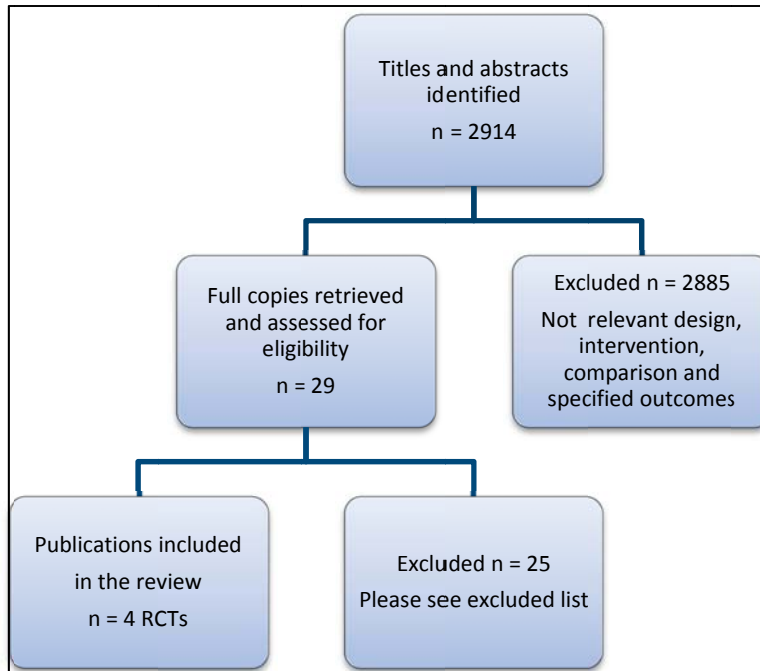 Titles and abstracts
identified
n = 2914
Full copies retrieved
and assessed for
eligibility
n = 29
Excluded n = 2885
Not relevant design,
intervention,
comparison and
specified outcomes
Publications included
in the review
n = 4 RCTs
Excluded n = 25
Please see excluded list